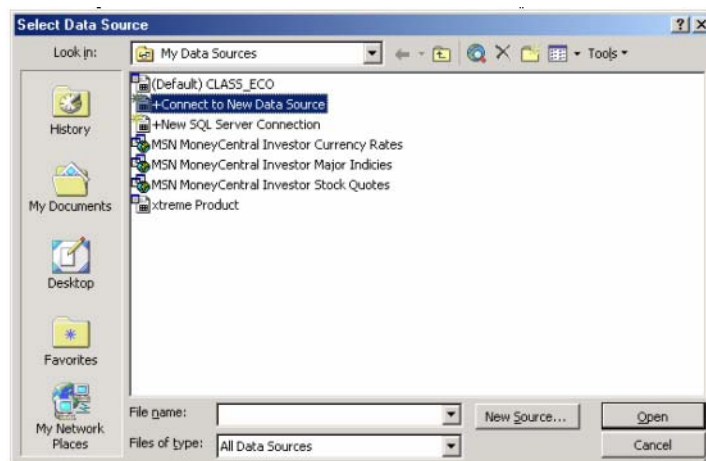 Select Data Source
Look in:
My Data Sources
Tools
(Default) CLASS_ECO
+Connect to New Data Source
+New SQL Server Connection
MSN MoneyCentral Investor Currency Rates
MSN MoneyCentral Investor Major Indicies
MSN MoneyCentral Investor Stock Quotes
xtreme Product
History
My Documents
Desktop
Favorites
My Network
Places
File name:
New Source...
Open
Files of type:
All Data Sources
Cancel